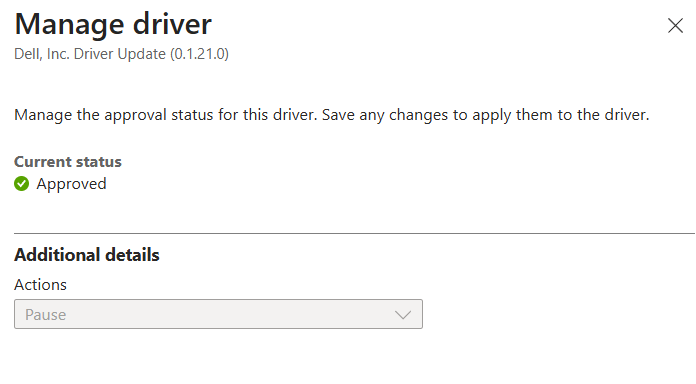 Manage driver
Dell, Inc. Driver Update (0.1.21.0)
Manage the approval status for this driver. Save any changes to apply them to the driver.
Current status
Approved
Additional details
Actions
Pause